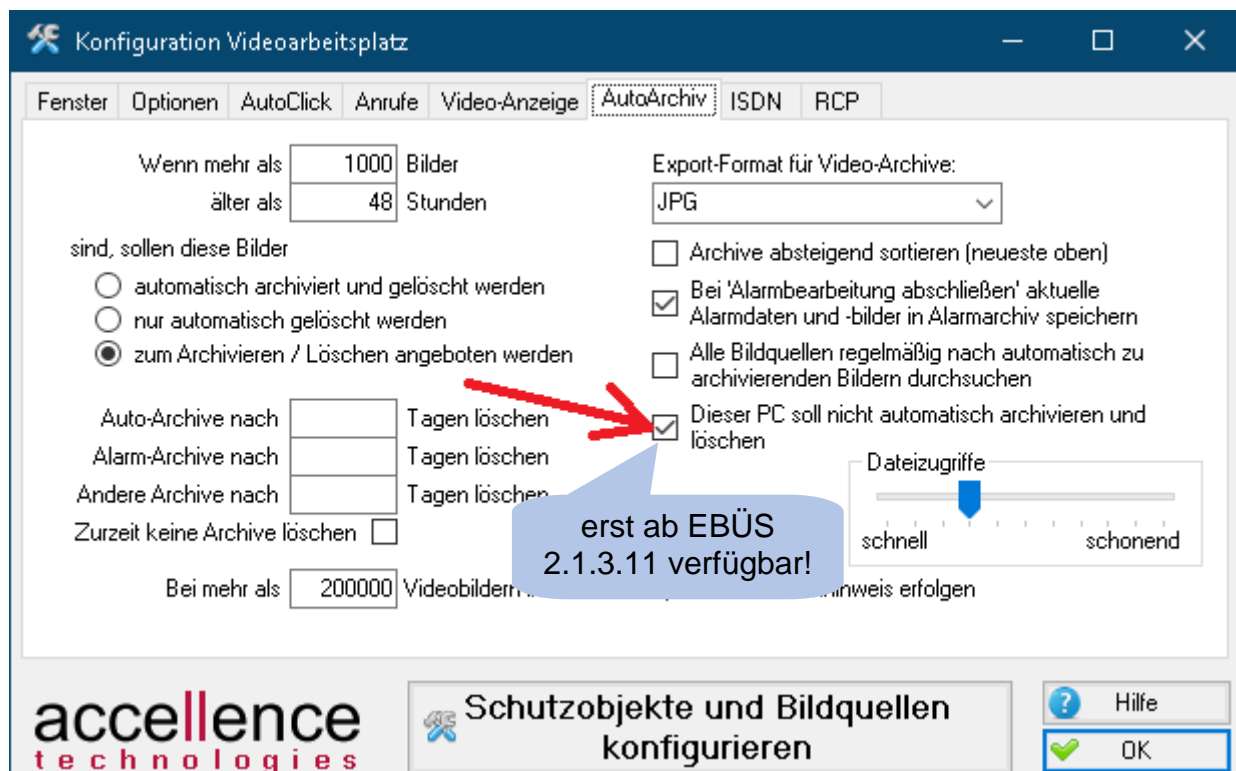 Konfiguration Videoarbeitsplatz
Fenster Optionen AutoClick Anrufe Video-Anzeige AutoArchiv ISDN RCP
Wenn mehr als 1000 Bilder
älter als 48 Stunden
sind, sollen diese Bilder
automatisch archiviert und gelöscht werden
nur automatisch gelöscht werden
zum Archivieren / Löschen angeboten werden
Auto-Archive nach Tagen löschen
Alarm-Archive nach Tagen löschen
Andere Archive nach Tagen löschen
Zurzeit keine Archive löschen
Export-Format für Video-Archive:
JPG
Archive absteigend sortieren (neueste oben)
Bei 'Alarmbearbeitung abschließen' aktuelle
Alarmdaten und -bilder in Alarmarchiv speichern
Alle Bildquellen regelmäßig nach automatisch zu
archivierenden Bildern durchsuchen
Dieser PC soll nicht automatisch archivieren und
löschen
Dateizugriffe
schnell schonend
erst ab EBÜS
2.1.3.11 verfügbar!
Bei mehr als 200000 Videobildern erfolgen
accellence
technologies
Schutzobjekte und Bildquellen
konfigurieren
Hilfe
OK